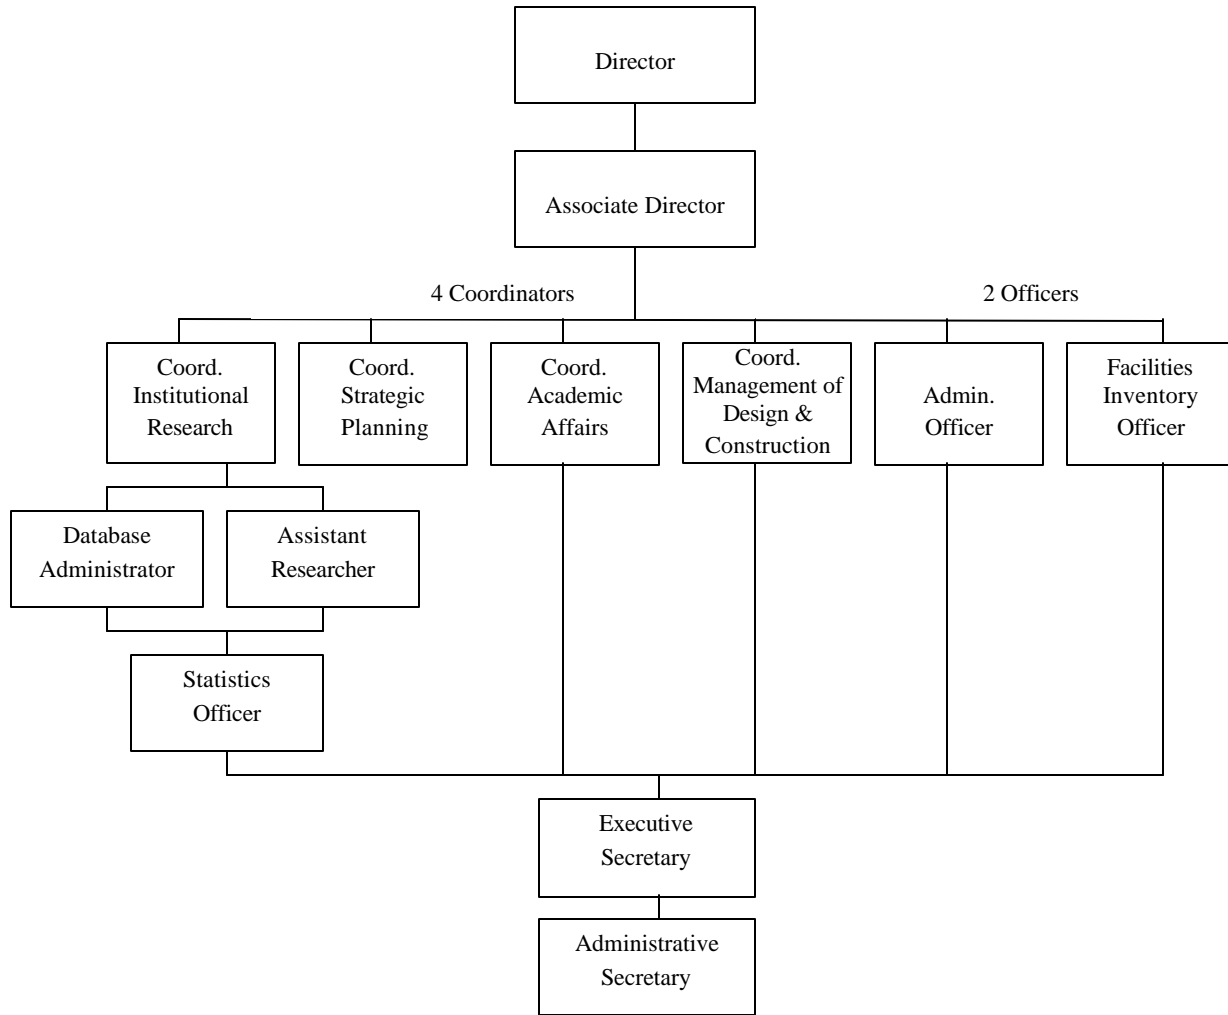 Director
Associate Director
4 Coordinators
2 Officers
Coord.
Institutional
Research
Coord.
Strategic
Planning
Coord.
Academic
Affairs
Coord.
Management of
Design &
Construction
Admin.
Officer
Facilities
Inventory
Officer
Database
Administrator
Assistant
Researcher
Statistics
Officer
Executive
Secretary
Administrative
Secretary